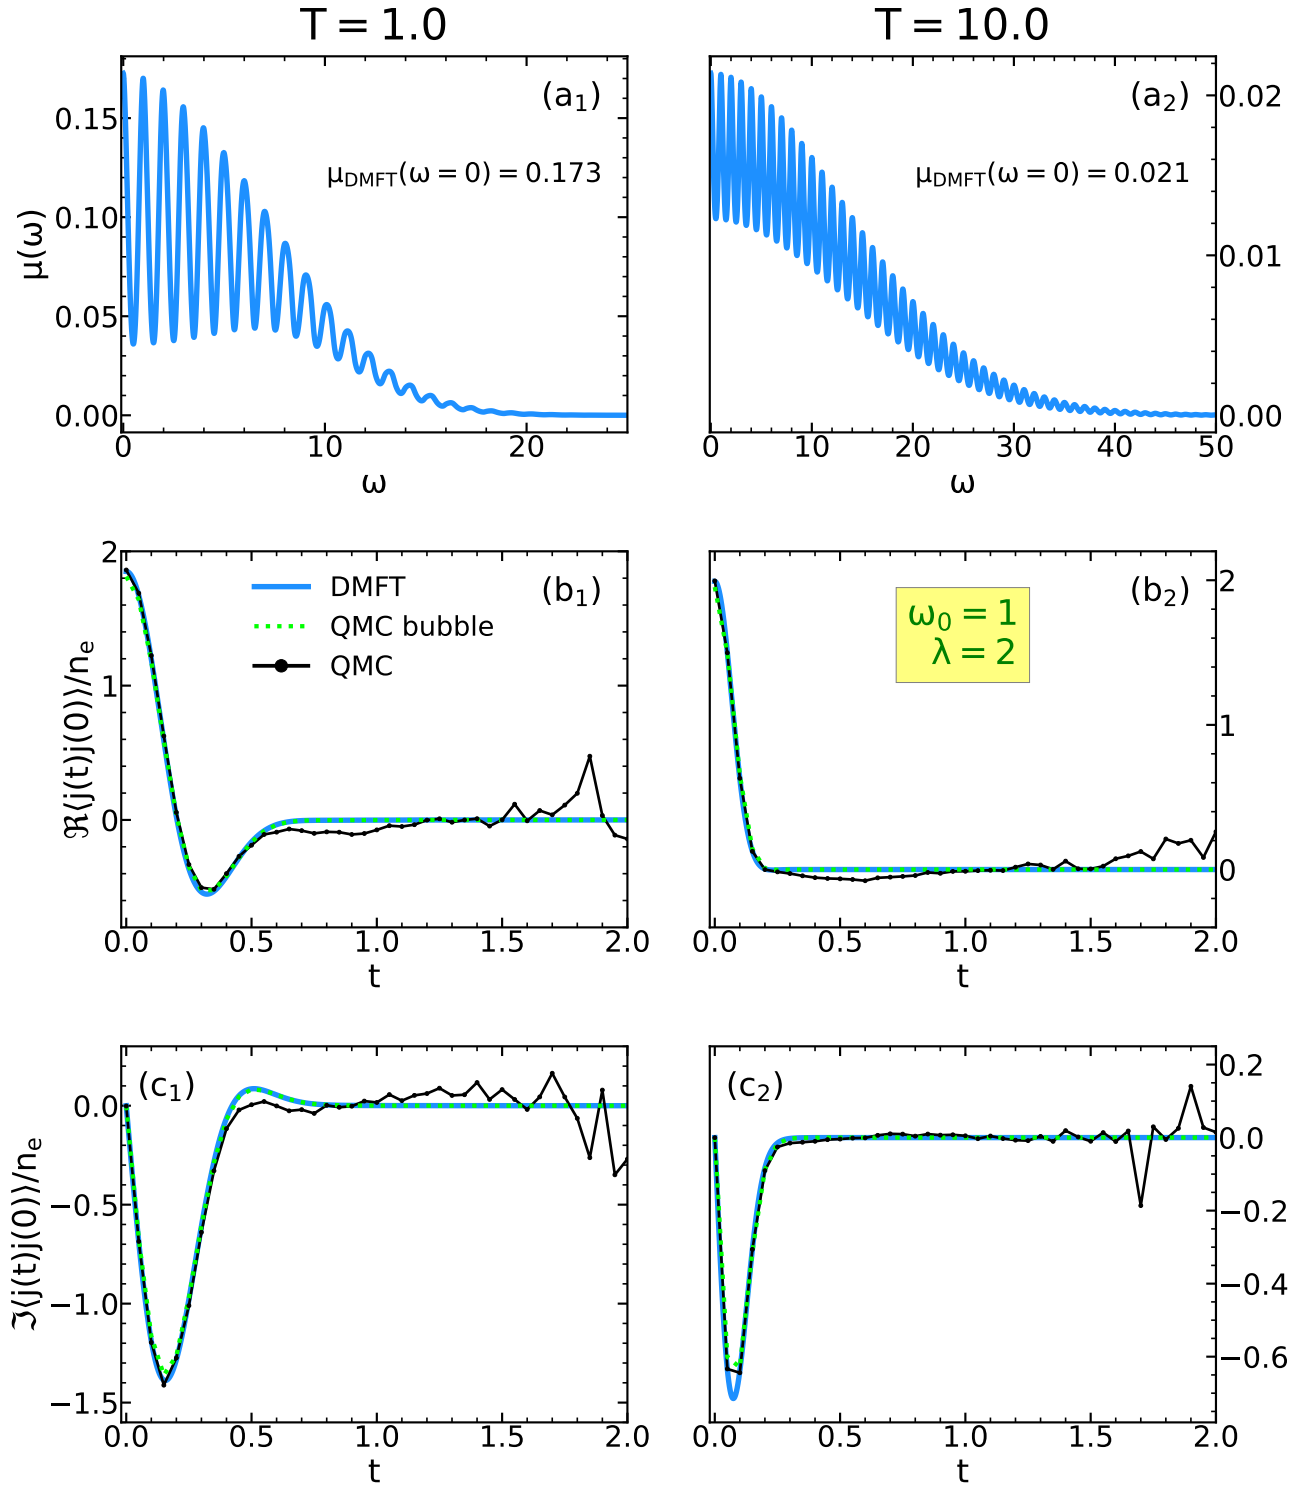 T = 1.0
T = 10.0
(a₁)
μ_DMFT(ω = 0) = 0.173
μ(ω)
0.15
0.10
0.05
0.00
0 10 20
ω
(a₂)
μ_DMFT(ω = 0) = 0.021
0.02
0.01
0.00
0 10 20 30 40 50
ω
(b₁)
DMFT
QMC bubble
QMC
ℜ⟨j(t)j(0)⟩/nₑ
2
1
0
0.0 0.5 1.0 1.5 2.0
t
(b₂)
ω₀ = 1
λ = 2
2
1
0
0.0 0.5 1.0 1.5 2.0
t
(c₁)
ℑ⟨j(t)j(0)⟩/nₑ
0.0
−0.5
−1.0
−1.5
0.0 0.5 1.0 1.5 2.0
t
(c₂)
0.2
0.0
−0.2
−0.4
−0.6
0.0 0.5 1.0 1.5 2.0
t